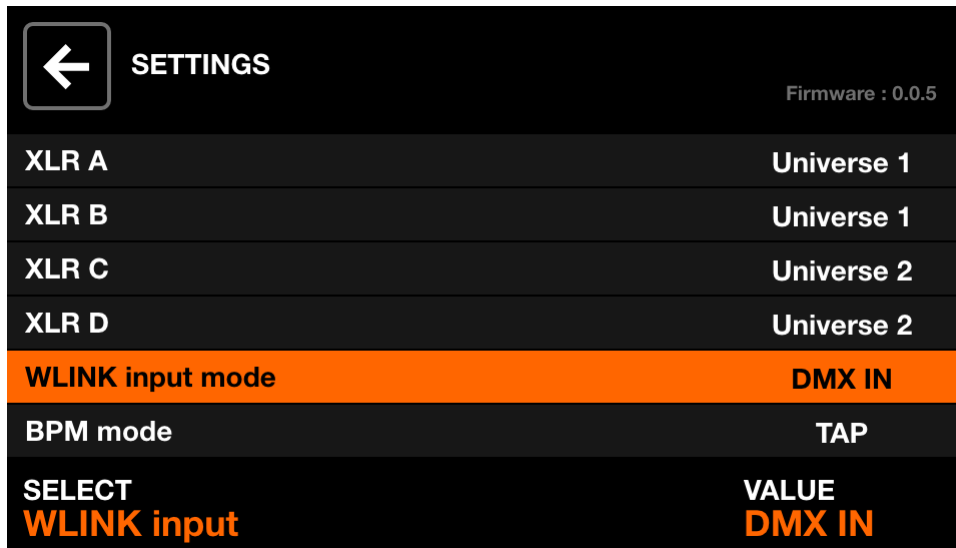 SETTINGS
Firmware : 0.0.5
XLR A Universe 1
XLR B Universe 1
XLR C Universe 2
XLR D Universe 2
WLINK input mode DMX IN
BPM mode TAP
SELECT VALUE
WLINK input DMX IN